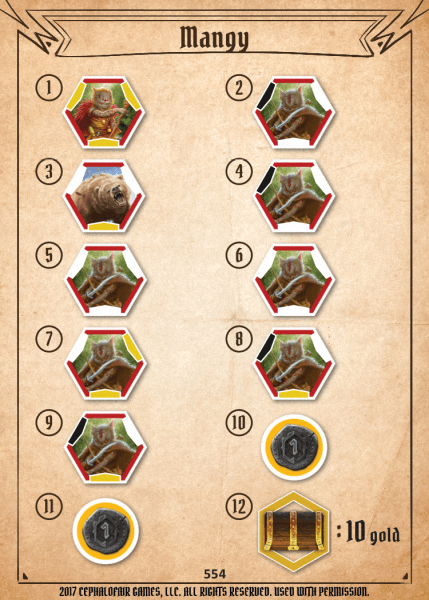 Mangy
1 2
3 4
5 6
7 8
9 10
1
11 12
1 : 10 gold
554
2017 CEPHALOFAIR GAMES, LLC. ALL RIGHTS RESERVED. USED WITH PERMISSION.